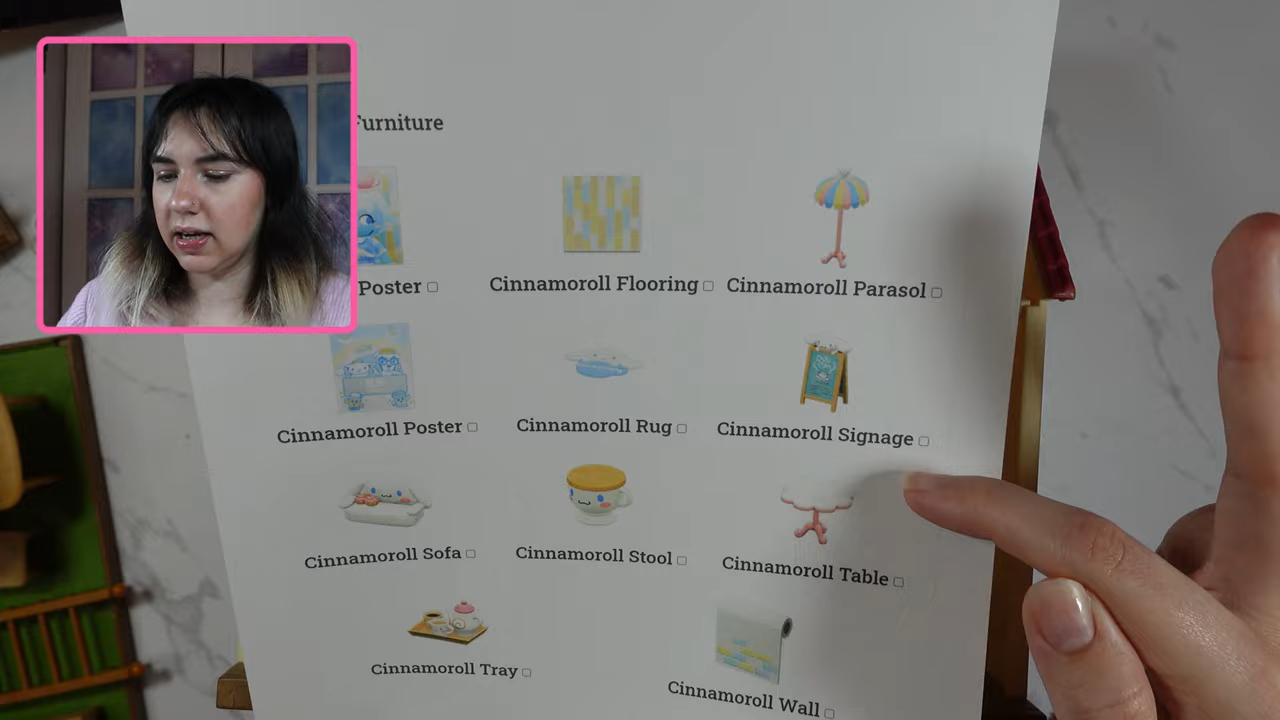 Furniture
Poster
Cinnamoroll Flooring
Cinnamoroll Parasol
Cinnamoroll Poster
Cinnamoroll Rug
Cinnamoroll Signage
Cinnamoroll Sofa
Cinnamoroll Stool
Cinnamoroll Table
Cinnamoroll Tray
Cinnamoroll Wall